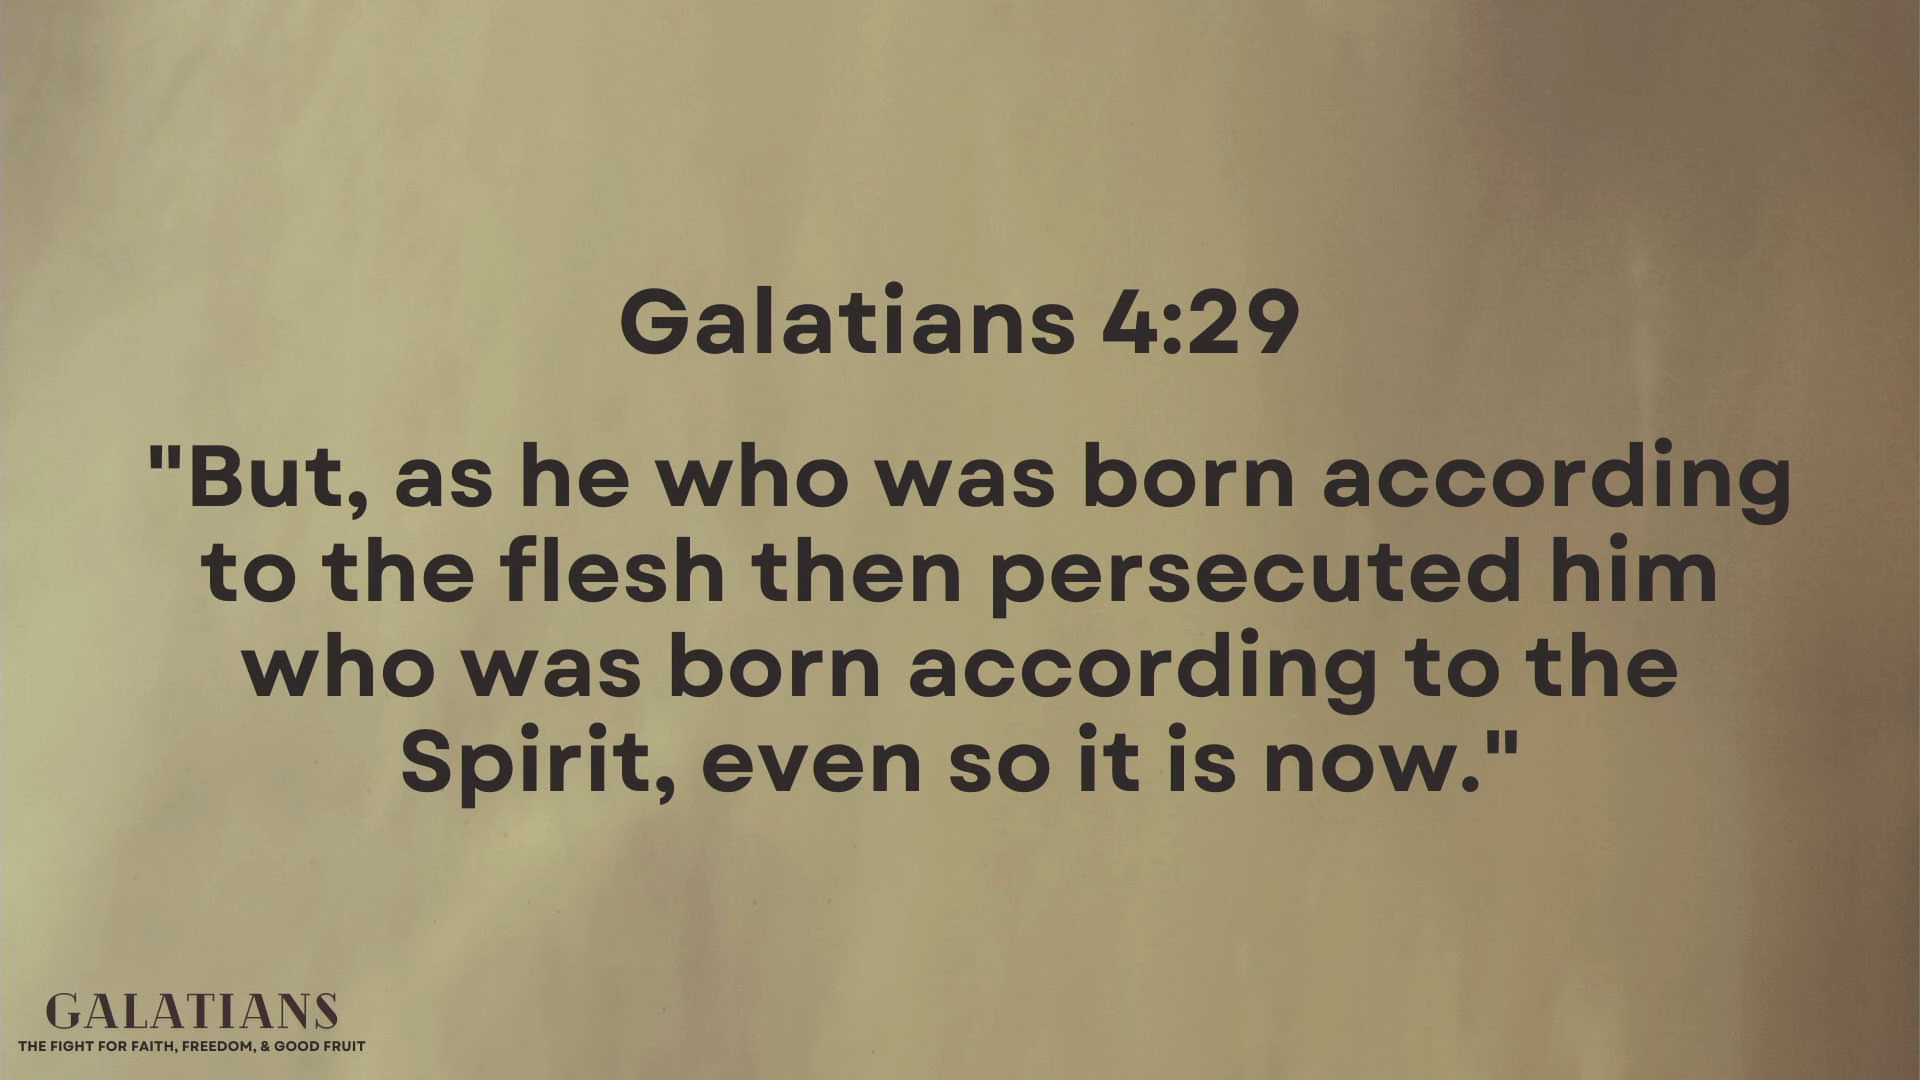 Galatians 4:29
"But, as he who was born according
to the flesh then persecuted him
who was born according to the
Spirit, even so it is now."
GALATIANS
THE FIGHT FOR FAITH, FREEDOM, & GOOD FRUIT